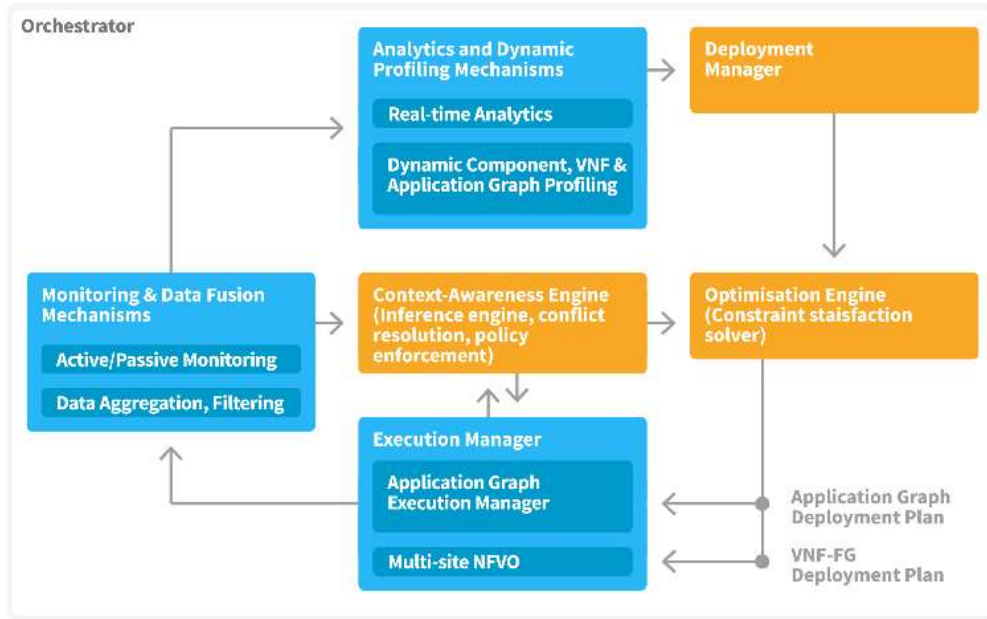 Orchestrator
Analytics and Dynamic
Profiling Mechanisms
Real-time Analytics
Dynamic Component, VNF &
Application Graph Profiling
Deployment
Manager
Monitoring & Data Fusion
Mechanisms
Active/Passive Monitoring
Data Aggregation, Filtering
Context-Awareness Engine
(Inference engine, conflict
resolution, policy
enforcement)
Optimisation Engine
(Constraint staisfaction
solver)
Execution Manager
Application Graph
Execution Manager
Multi-site NFVO
Application Graph
Deployment Plan
VNF-FG
Deployment Plan